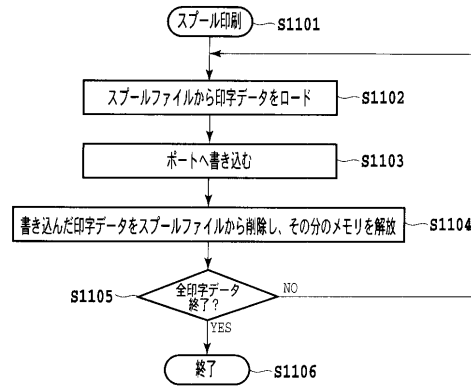 スプール印刷 S1101
スプールファイルから印字データをロード S1102
ポートへ書き込む S1103
書き込んだ印字データをスプールファイルから削除し、その分のメモリを解放 S1104
S1105 全印字データ
終了？ NO
YES
終了 S1106